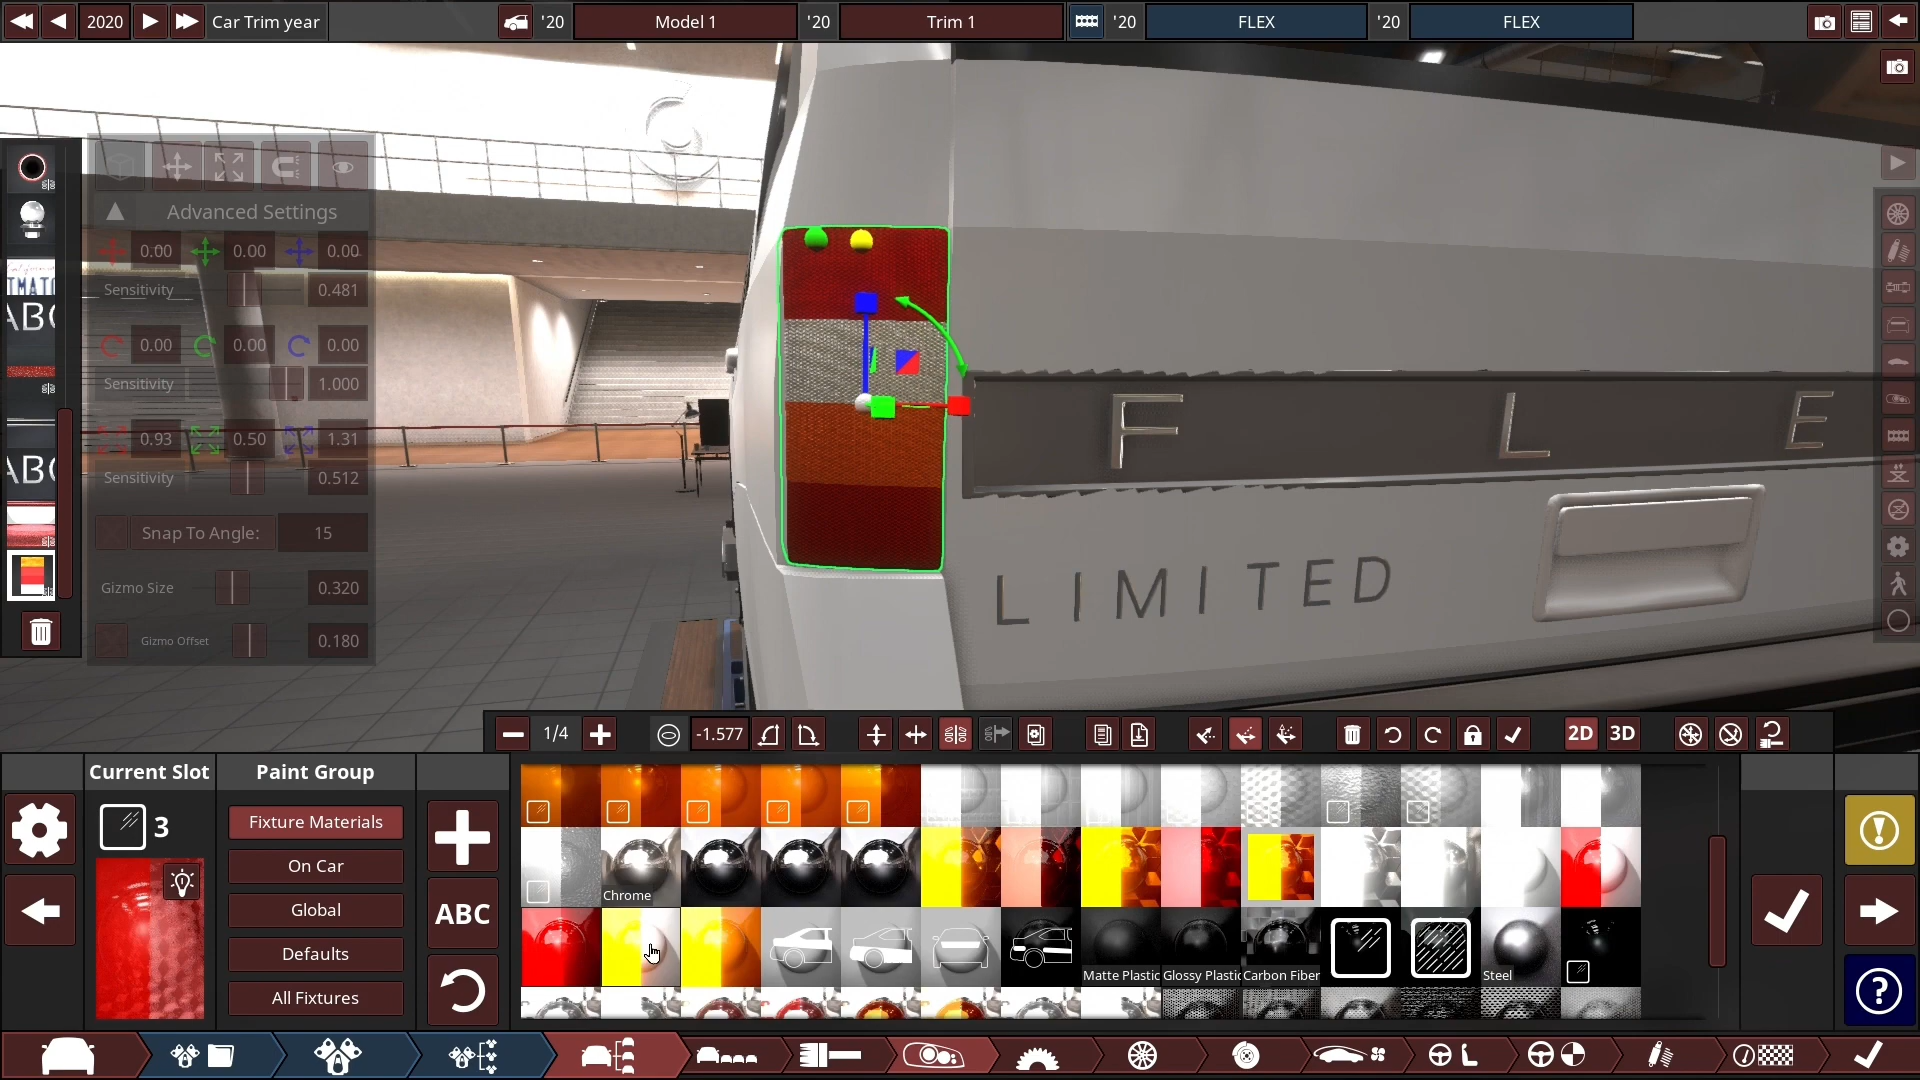 2020 Car Trim year '20 Model 1 '20 Trim 1 '20 FLEX '20 FLEX
Advanced Settings
0.00 0.00 0.00
Sensitivity 0.481
0.00 0.00 0.00
Sensitivity 1.000
0.93 0.50 1.31
Sensitivity 0.512
Snap To Angle: 15
Gizmo Size 0.320
Gizmo Offset 0.180
ABC
ABC
F L E
LIMITED
1/4 -1.577 2D 3D
Current Slot
3
Paint Group
Fixture Materials
On Car
Global
Defaults
All Fixtures
ABC
Chrome
Matte Plastic Glossy Plastic Carbon Fiber Steel